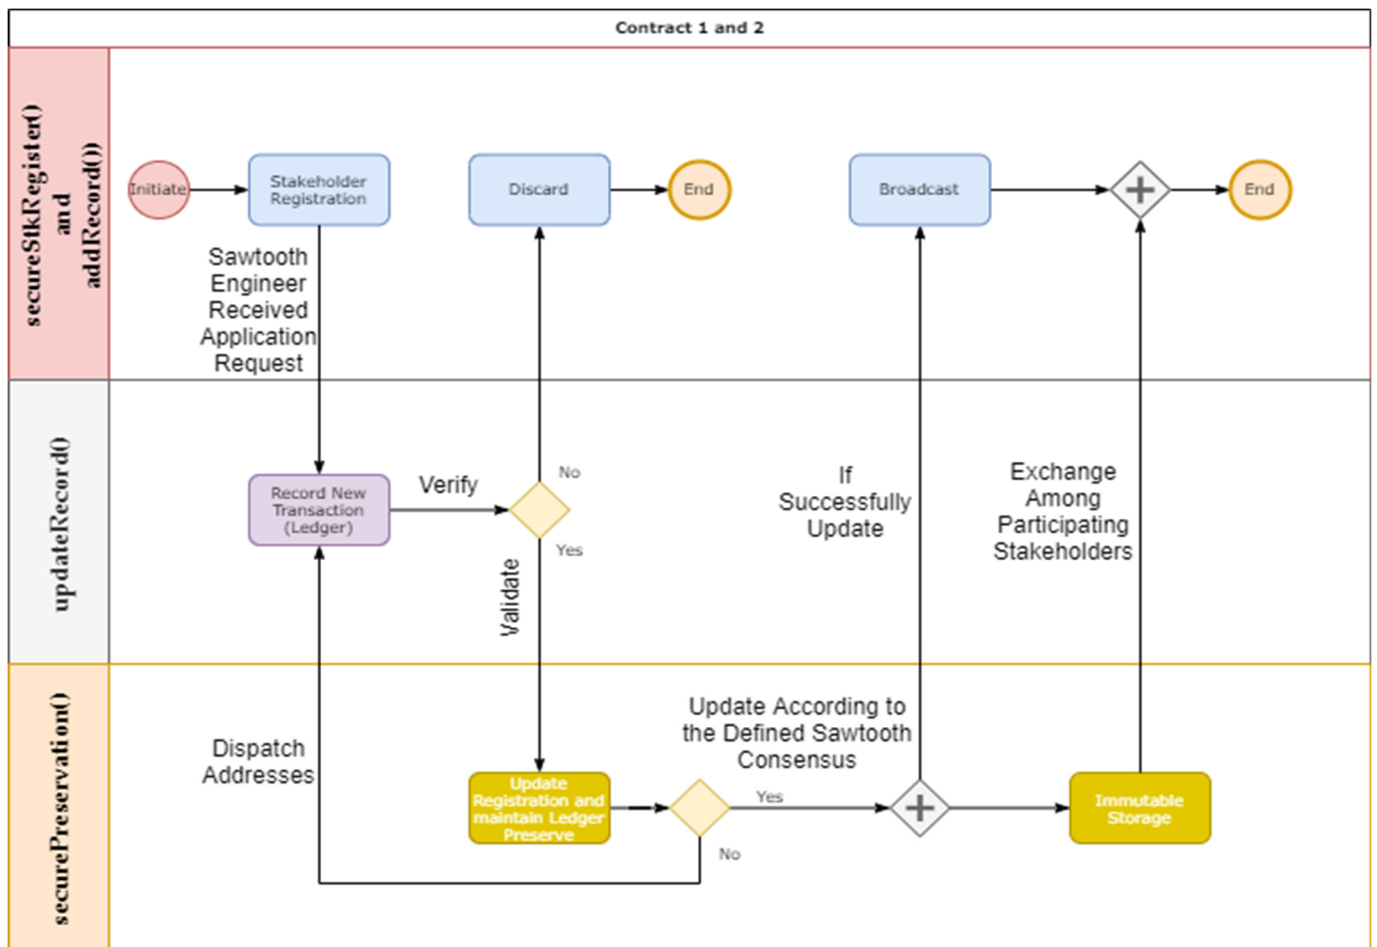 Contract 1 and 2
secureStkRegister()
and
addRecord())
Initiate
Stakeholder
Registration
Discard
End
Broadcast
End
Sawtooth
Engineer
Received
Application
Request
updateRecord()
Record New
Transaction
(Ledger)
Verify
No
Yes
Validate
If
Successfully
Update
Exchange
Among
Participating
Stakeholders
securePreservation()
Dispatch
Addresses
Update
Registration and
maintain Ledger
Preserve
Update According to
the Defined Sawtooth
Consensus
Yes
No
Immutable
Storage